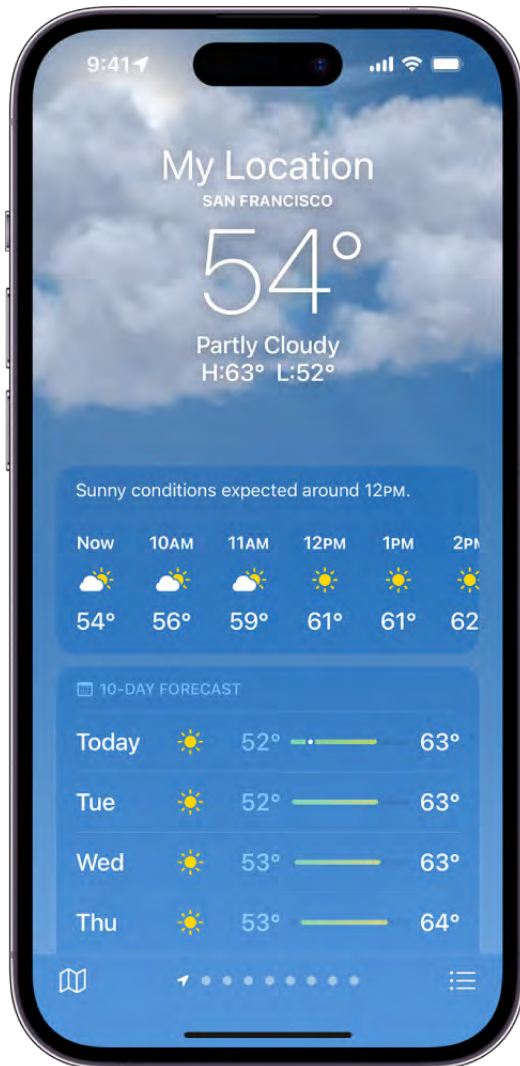 9:41
My Location
SAN FRANCISCO
54°
Partly Cloudy
H:63° L:52°
Sunny conditions expected around 12PM.
Now 10AM 11AM 12PM 1PM 2PM
54° 56° 59° 61° 61° 62
10-DAY FORECAST
Today 52° 63°
Tue 52° 63°
Wed 53° 63°
Thu 53° 64°